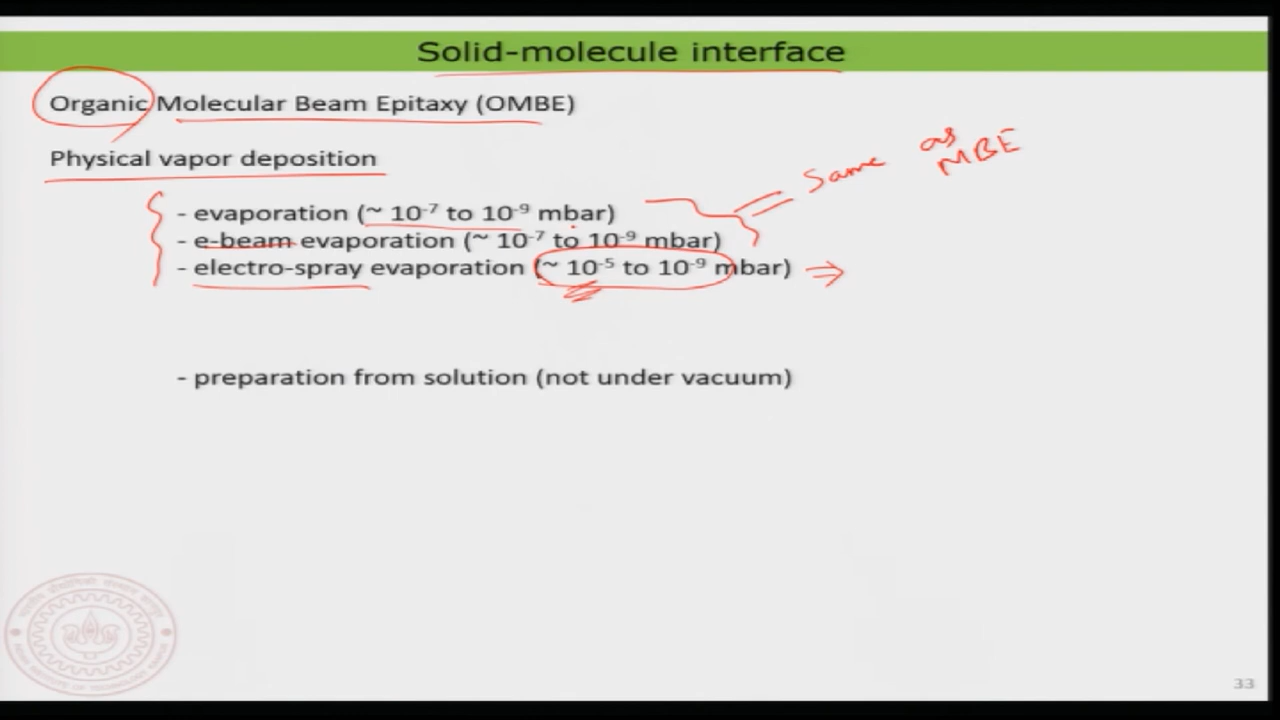 Solid-molecule interface
Organic Molecular Beam Epitaxy (OMBE)
Physical vapor deposition
- evaporation (~ 10⁻⁷ to 10⁻⁹ mbar)
- e-beam evaporation (~ 10⁻⁷ to 10⁻⁹ mbar)
- electro-spray evaporation (~ 10⁻⁵ to 10⁻⁹ mbar)
Same as
MBE
- preparation from solution (not under vacuum)
33